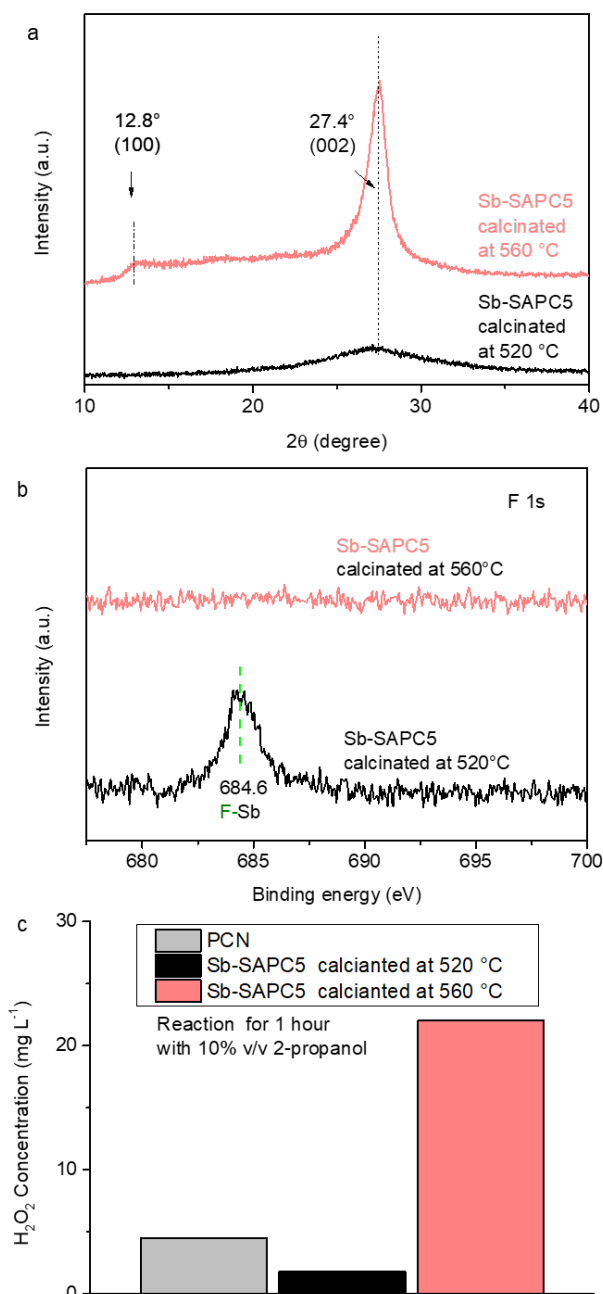 a
Intensity (a.u.)
12.8°
(100)
27.4°
(002)
Sb-SAPC5
calcinated
at 560 °C
Sb-SAPC5
calcinated
at 520 °C
10 20 30 40
2θ (degree)
b
Intensity (a.u.)
F 1s
Sb-SAPC5
calcinated at 560°C
Sb-SAPC5
calcinated at 520°C
684.6
F-Sb
680 685 690 695 700
Binding energy (eV)
c
H₂O₂ Concentration (mg L⁻¹)
30
20
10
0
PCN
Sb-SAPC5 calcianted at 520 °C
Sb-SAPC5 calcianted at 560 °C
Reaction for 1 hour
with 10% v/v 2-propanol